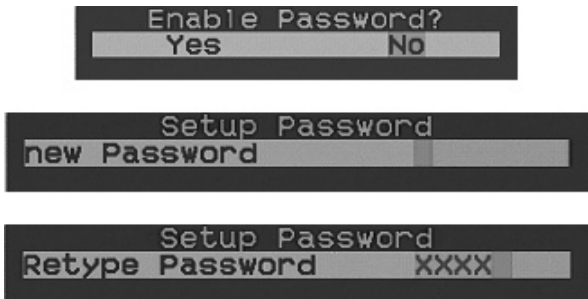 Enable Password?
Yes No
Setup Password
new Password
Setup Password
Retype Password XXXX